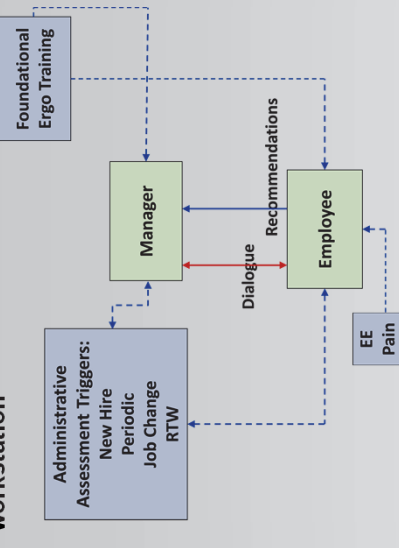 workstation
Administrative
Assessment Triggers:
New Hire
Periodic
Job Change
RTW
Manager
Foundational
Ergo Training
Dialogue
Recommendations
EE
Pain
Employee